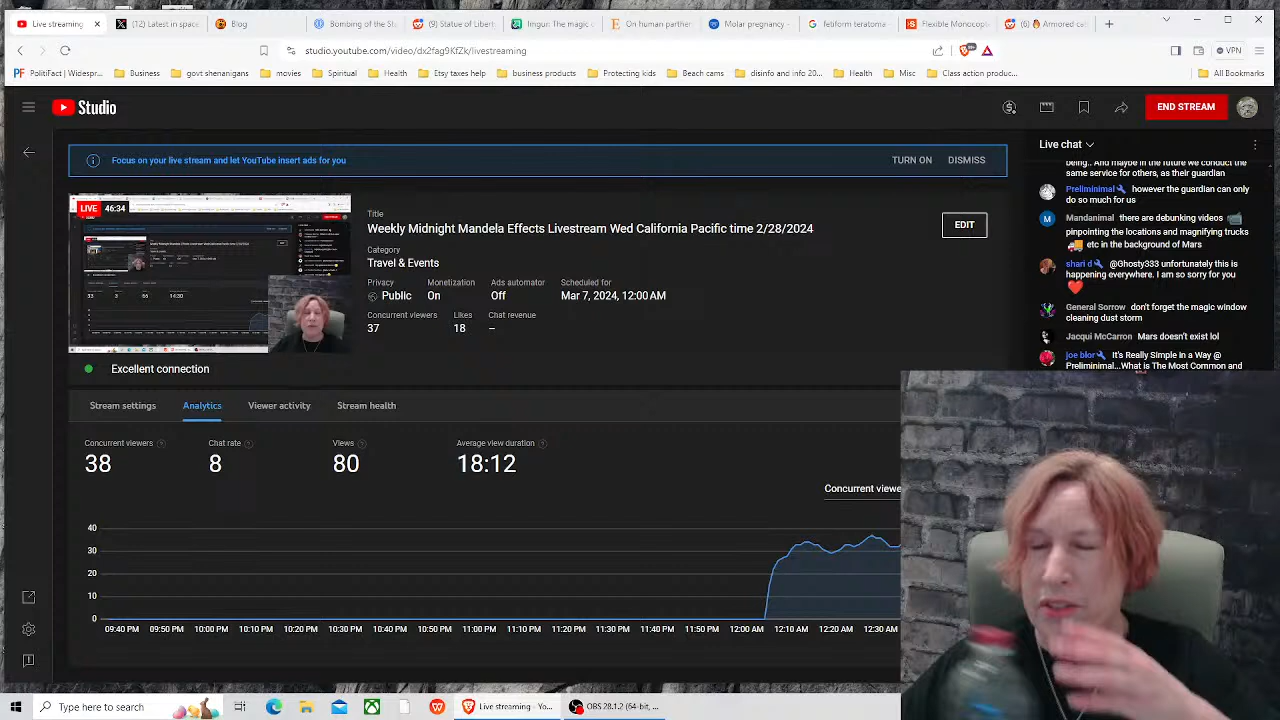 Live streaming
(12) Latest in space
Blog
Bombing of the St
(9) Statue of Libert
Imgur: The magic o
On human parther
Molar pregnancy -
fetiform teratoma
Flexible Monocopt
(6) 🔥 Armored ca
studio.youtube.com/video/dx2fag9KfZk/livestreaming
99+
VPN
PolitiFact | Widespr...
Business
govt shenanigans
movies
Spiritual
Health
Etsy taxes help
business products
Protecting kids
Beach cams
disinfo and info 20...
Health
Misc
Class action produc...
All Bookmarks
Studio
END STREAM
Focus on your live stream and let YouTube insert ads for you
TURN ON
DISMISS
LIVE 46:34
Title
Weekly Midnight Mandela Effects Livestream Wed California Pacific time 2/28/2024
EDIT
Category
Travel & Events
Privacy
Monetization
Ads automator
Scheduled for
Public
On
Off
Mar 7, 2024, 12:00 AM
Concurrent viewers
Likes
Chat revenue
37
18
–
Excellent connection
Stream settings
Analytics
Viewer activity
Stream health
Concurrent viewers
Chat rate
Views
Average view duration
38
8
80
18:12
Concurrent viewe
40
30
20
10
0
09:40 PM 09:50 PM 10:00 PM 10:10 PM 10:20 PM 10:30 PM 10:40 PM 10:50 PM 11:00 PM 11:10 PM 11:20 PM 11:30 PM 11:40 PM 11:50 PM 12:00 AM 12:10 AM 12:20 AM 12:30 AM
Live chat
being.. And maybe in the future we conduct the
same service for others, as their guardian
Preliminimal however the guardian can only
do so much for us
Mandanimal there are debunking videos 📹
pinpointing the locations and magnifying trucks
🚚 etc in the background of Mars
shari d @Ghosty333 unfortunately this is
happening everywhere. I am so sorry for you
❤️
General Sorrow don't forget the magic window
cleaning dust storm
Jacqui McCarron Mars doesn't exist lol
joe blor It's Really Simple in a Way @
Preliminimal...What is The Most Common and
Type here to search
Live streaming - Yo...
OBS 28.1.2 (64-bit, ...